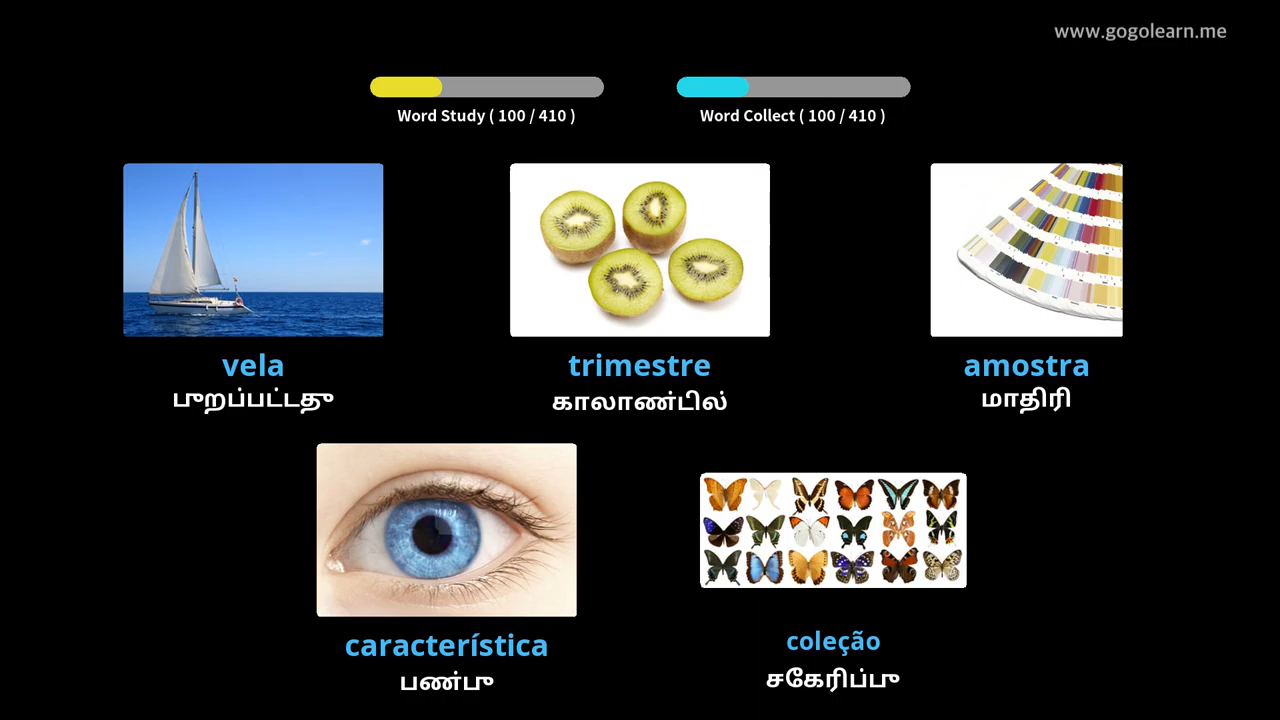 www.gogolearn.me
Word Study ( 100 / 410 )
Word Collect ( 100 / 410 )
vela
புறப்பட்டது
trimestre
காலாண்பில்
amostra
மாதிரி
característica
பண்பு
coleção
சகேரிப்பு